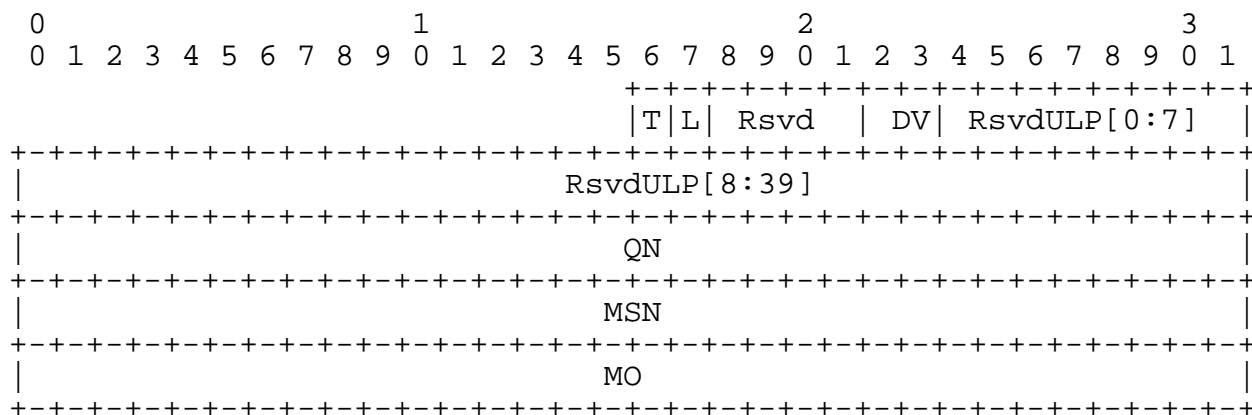 0                   1                   2                   3
 0 1 2 3 4 5 6 7 8 9 0 1 2 3 4 5 6 7 8 9 0 1 2 3 4 5 6 7 8 9 0 1
                                +-+-+-+-+-+-+-+-+-+-+-+-+-+-+-+-+
                                |T|L| Rsvd  | DV| RsvdULP[0:7]  |
+-+-+-+-+-+-+-+-+-+-+-+-+-+-+-+-+-+-+-+-+-+-+-+-+-+-+-+-+-+-+-+-+
|                            RsvdULP[8:39]                      |
+-+-+-+-+-+-+-+-+-+-+-+-+-+-+-+-+-+-+-+-+-+-+-+-+-+-+-+-+-+-+-+-+
|                               QN                              |
+-+-+-+-+-+-+-+-+-+-+-+-+-+-+-+-+-+-+-+-+-+-+-+-+-+-+-+-+-+-+-+-+
|                              MSN                              |
+-+-+-+-+-+-+-+-+-+-+-+-+-+-+-+-+-+-+-+-+-+-+-+-+-+-+-+-+-+-+-+-+
|                              MO                               |
+-+-+-+-+-+-+-+-+-+-+-+-+-+-+-+-+-+-+-+-+-+-+-+-+-+-+-+-+-+-+-+-+